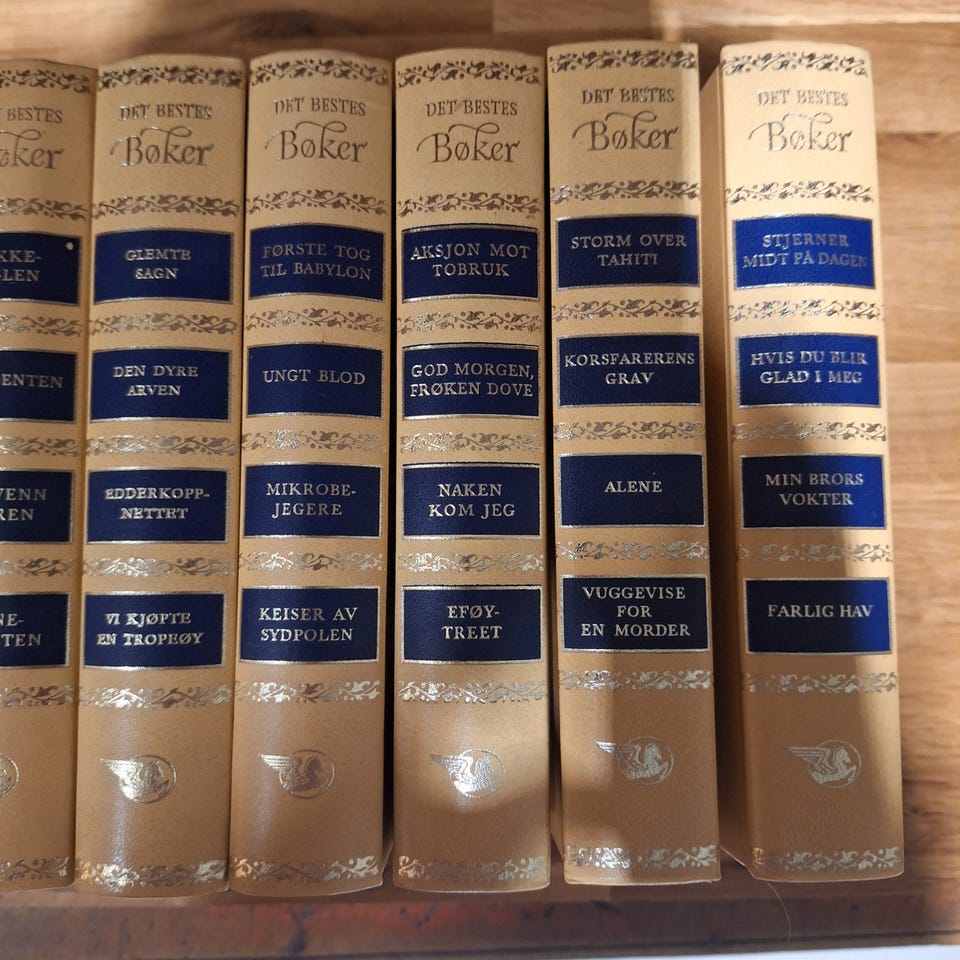 DET BESTES
Bøker
GLEMTE
SAGN
DEN DYRE
ARVEN
EDDERKOPP-
NETTET
VI KJØPTE
EN TROPEØY
DET BESTES
Bøker
FØRSTE TOG
TIL BABYLON
UNGT BLOD
MIKROBE-
JEGERE
KEISER AV
SYDPOLEN
DET BESTES
Bøker
AKSJON MOT
TOBRUK
GOD MORGEN,
FRØKEN DOVE
NAKEN
KOM JEG
EFØY-
TREET
DET BESTES
Bøker
STORM OVER
TAHITI
KORSFARERENS
GRAV
ALENE
VUGGEVISE
FOR
EN MORDER
DET BESTES
Bøker
STJERNER
MIDT PÅ DAGEN
HVIS DU BLIR
GLAD I MEG
MIN BRORS
VOKTER
FARLIG HAV